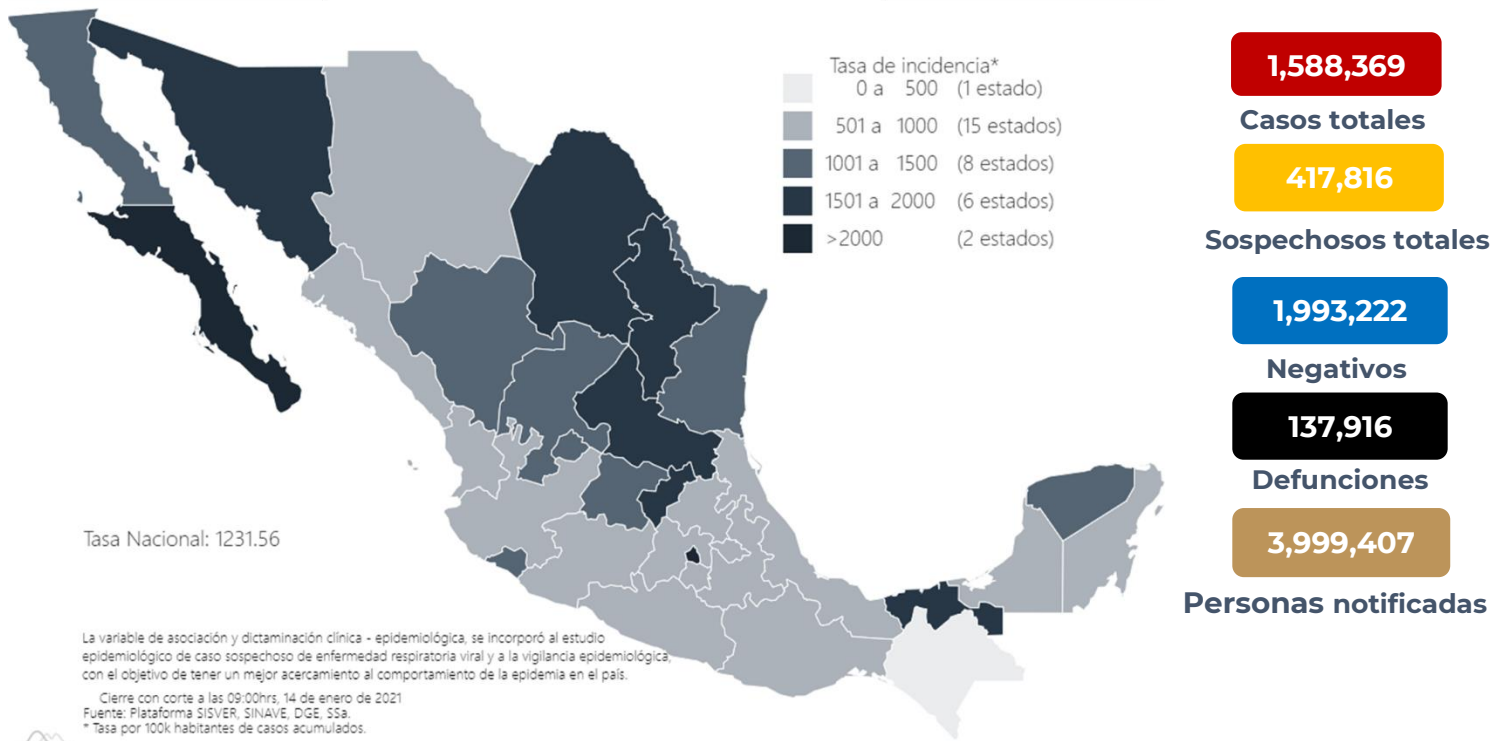 Tasa de incidencia*
0 a 500 (1 estado)
501 a 1000 (15 estados)
1001 a 1500 (8 estados)
1501 a 2000 (6 estados)
>2000 (2 estados)
Tasa Nacional: 1231.56
La variable de asociación y dictaminación clínica - epidemiológica, se incorporó al estudio
epidemiológico de caso sospechoso de enfermedad respiratoria viral y a la vigilancia epidemiológica,
con el objetivo de tener un mejor acercamiento al comportamiento de la epidemia en el país.
Cierre con corte a las 09:00hrs, 14 de enero de 2021
Fuente: Plataforma SISVER, SINAVE, DGE, SSa.
* Tasa por 100k habitantes de casos acumulados.
1,588,369
Casos totales
417,816
Sospechosos totales
1,993,222
Negativos
137,916
Defunciones
3,999,407
Personas notificadas